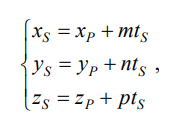 x_S = x_P + mt_S
y_S = y_P + nt_S ,
z_S = z_P + pt_S